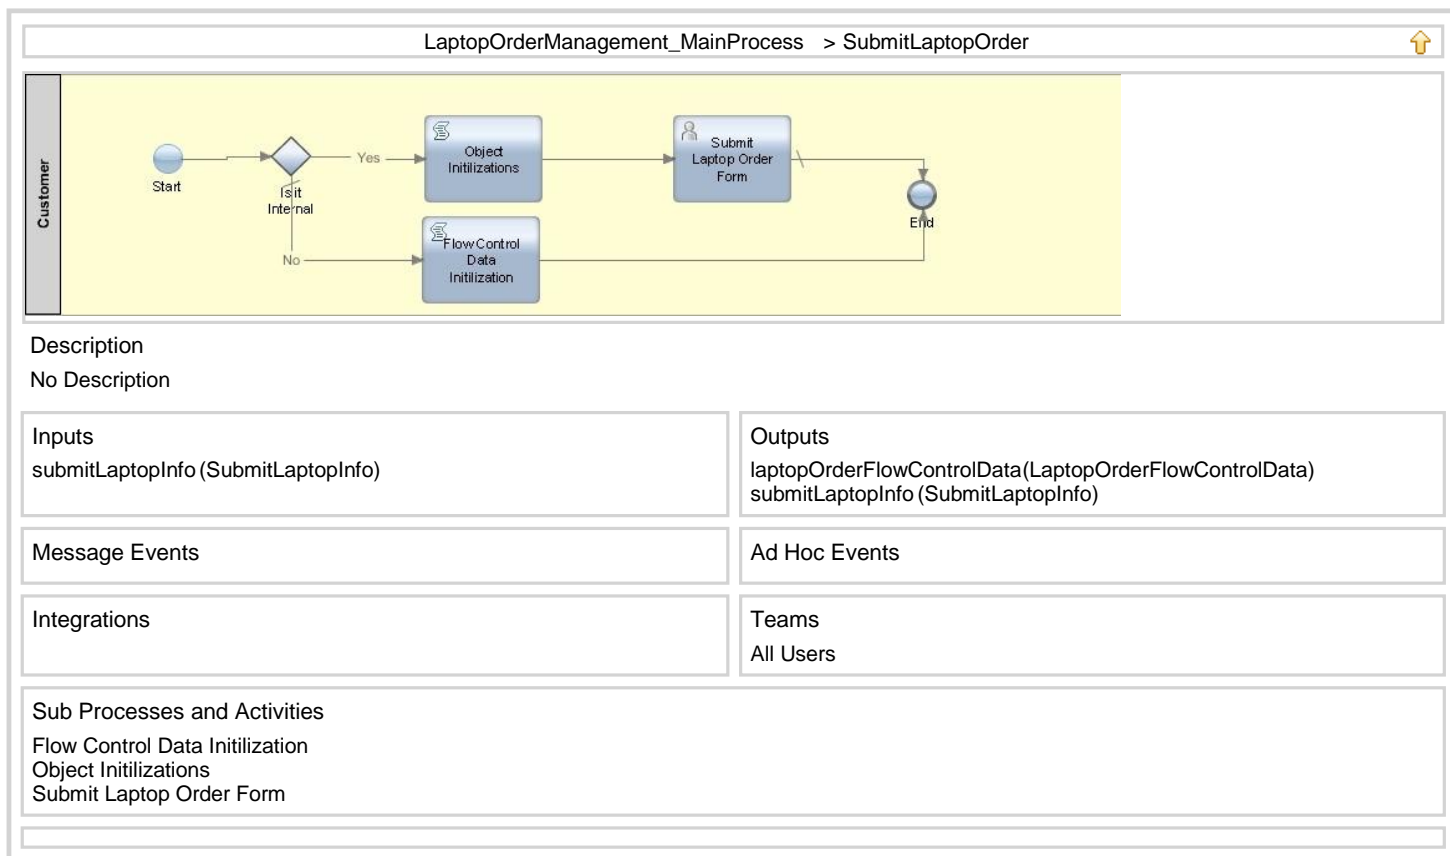 LaptopOrderManagement_MainProcess > SubmitLaptopOrder
Customer
Start
Is it
Internal
Yes
No
Object
Initilizations
Submit
Laptop Order
Form
Flow Control
Data
Initilization
End
Description
No Description
Inputs
submitLaptopInfo (SubmitLaptopInfo)
Outputs
laptopOrderFlowControlData(LaptopOrderFlowControlData)
submitLaptopInfo (SubmitLaptopInfo)
Message Events
Ad Hoc Events
Integrations
Teams
All Users
Sub Processes and Activities
Flow Control Data Initilization
Object Initilizations
Submit Laptop Order Form